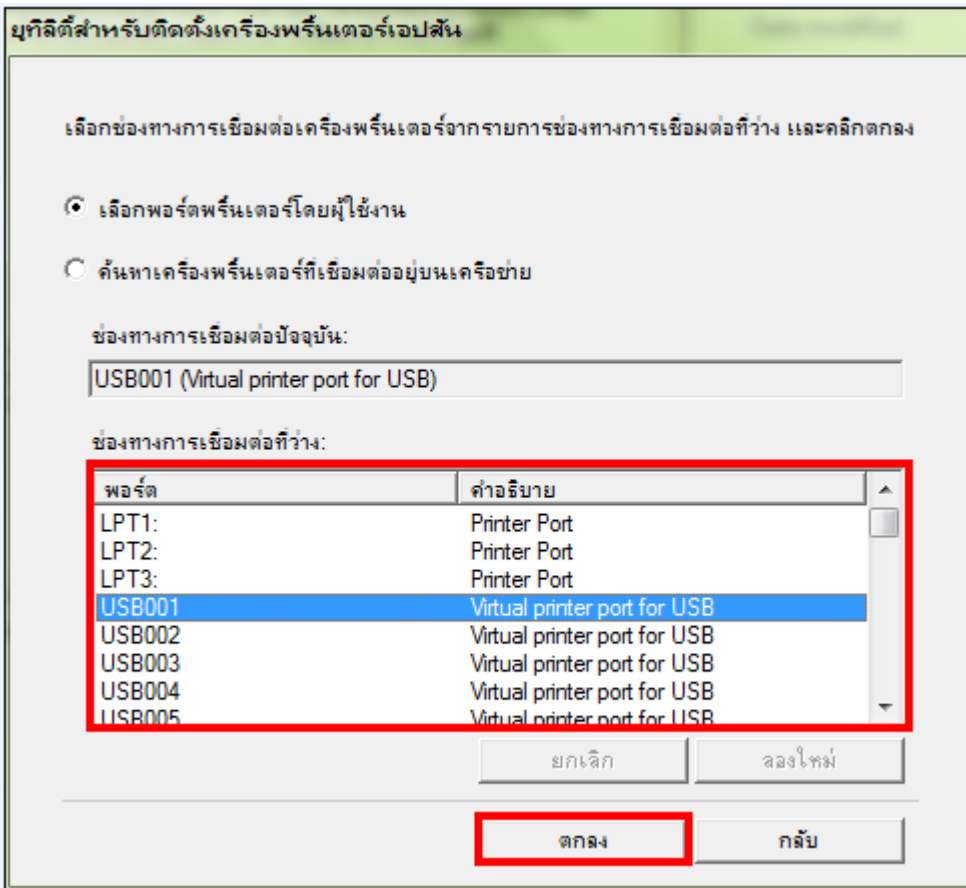 ยูทิลิตี้สำหรับติดตั้งเครื่องพริ้นเตอร์เอปสัน
เลือกช่องทางการเชื่อมต่อเครื่องพริ้นเตอร์จากรายการช่องทางการเชื่อมต่อที่ว่าง และคลิกตกลง
เลือกพอร์ตพริ้นเตอร์โดยผู้ใช้งาน
ค้นหาเครื่องพริ้นเตอร์ที่เชื่อมต่ออยู่บนเครือข่าย
ช่องทางการเชื่อมต่อปัจจุบัน:
USB001 (Virtual printer port for USB)
ช่องทางการเชื่อมต่อที่ว่าง:
พอร์ต คำอธิบาย
LPT1: Printer Port
LPT2: Printer Port
LPT3: Printer Port
USB001 Virtual printer port for USB
USB002 Virtual printer port for USB
USB003 Virtual printer port for USB
USB004 Virtual printer port for USB
USB005 Virtual printer port for USB
ยกเลิก ลองใหม่
ตกลง กลับ